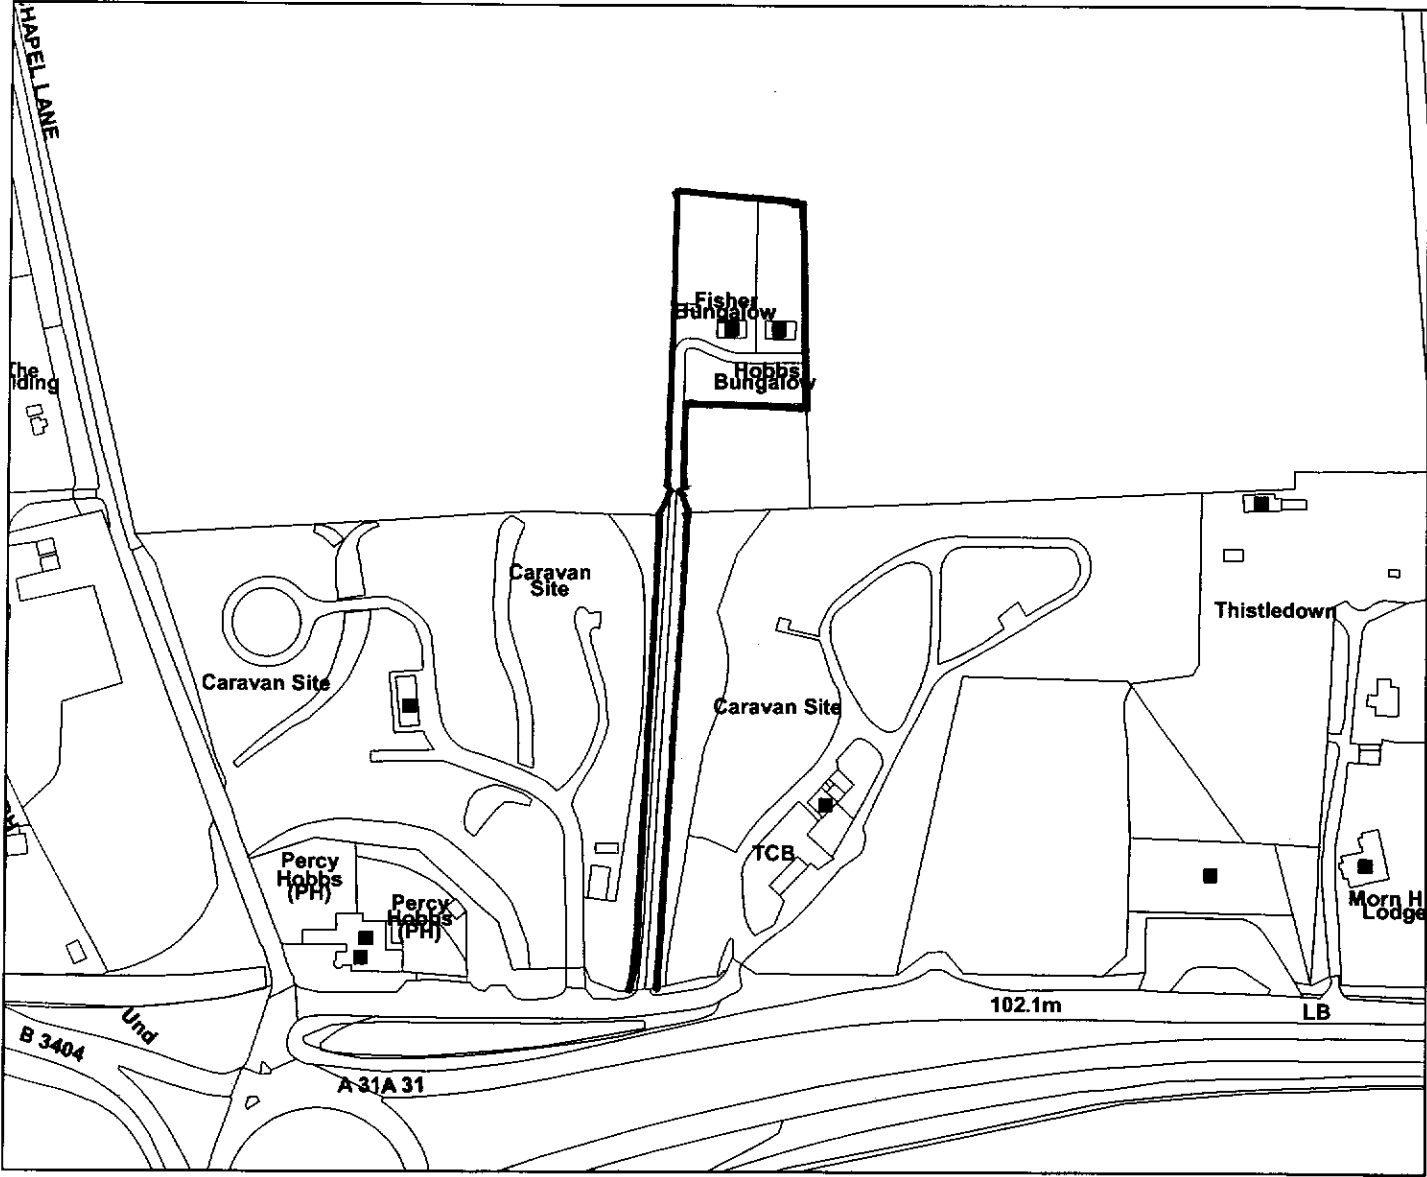 CHAPEL LANE
Fisher
Bungalow
Hobbs
Bungalow
Caravan
Site
Thistledown
Caravan Site
Caravan Site
TCB
Percy
Hobbs
(PH)
Percy
Hobbs
(PH)
Morn H
Lodge
102.1m
LB
Und
B 3404
A 31A 31